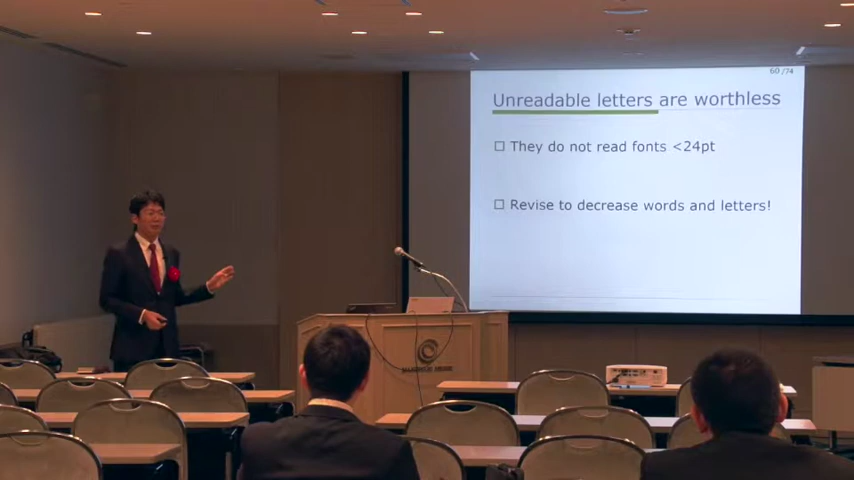 60/74
Unreadable letters are worthless
They do not read fonts <24pt
Revise to decrease words and letters!